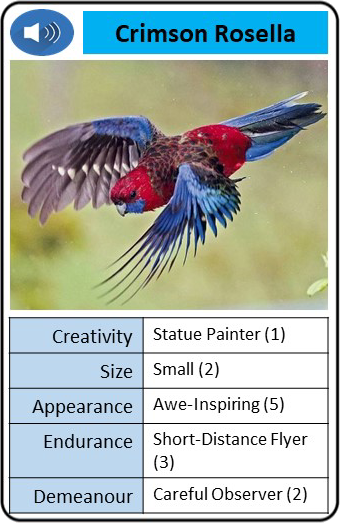 Crimson Rosella
Creativity Statue Painter (1)
Size Small (2)
Appearance Awe-Inspiring (5)
Endurance Short-Distance Flyer
(3)
Demeanour Careful Observer (2)